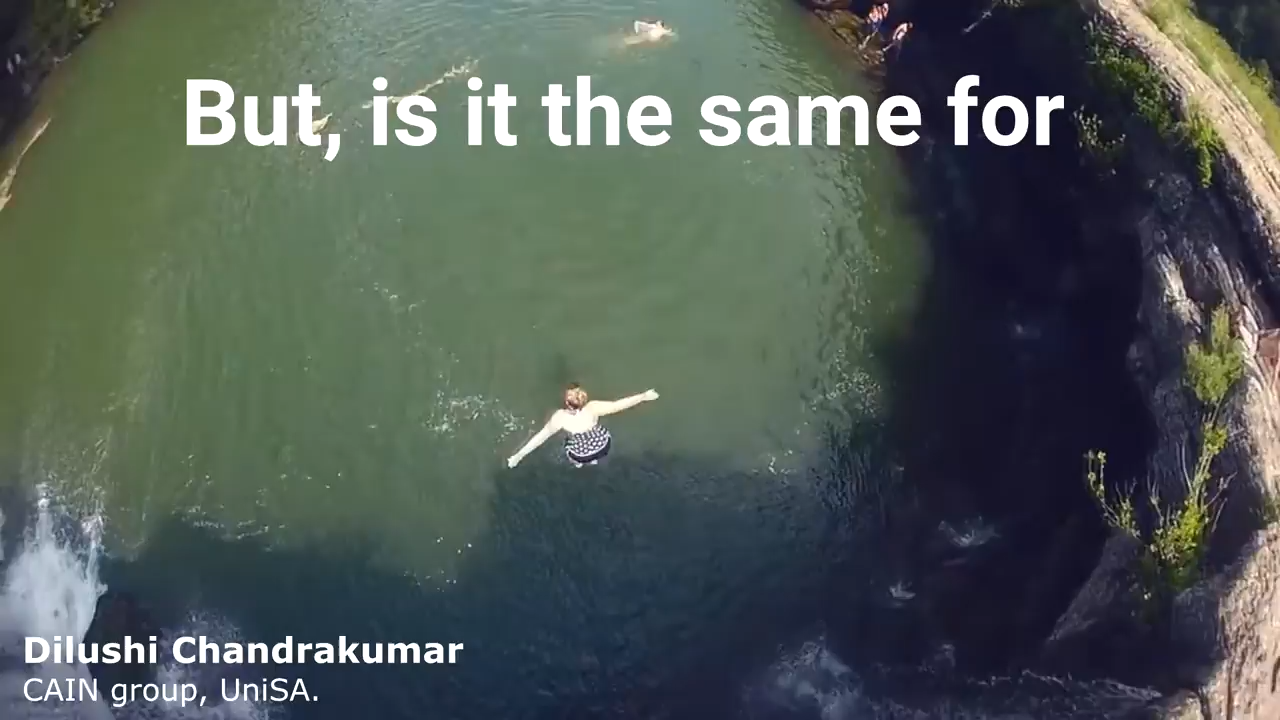 But, is it the same for
Dilushi Chandrakumar
CAIN group, UniSA.